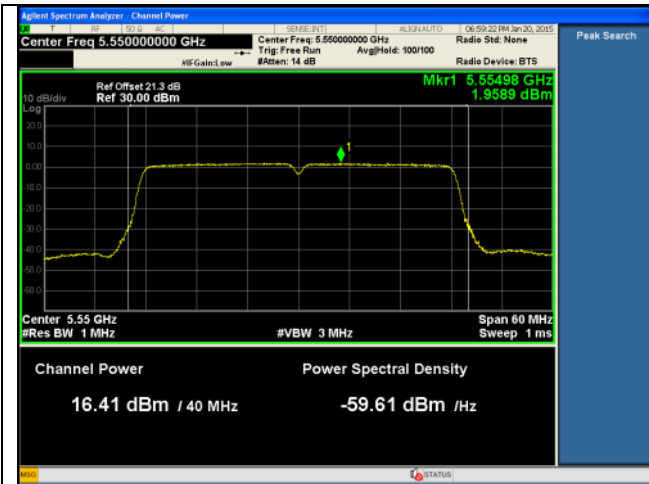 Agilent Spectrum Analyzer - Channel Power
T RF 50 Ω AC SENSE:INT ALIGN AUTO 06:59:22 PM Jan 20, 2015
Center Freq 5.550000000 GHz
Center Freq: 5.550000000 GHz
Radio Std: None
Trig: Free Run Avg|Hold: 100/100
#IFGain:Low
#Atten: 14 dB
Radio Device: BTS
Peak Search
Mkr1 5.55498 GHz
1.9589 dBm
Ref Offset 21.3 dB
10 dB/div Ref 30.00 dBm
Log
20.0
10.0
1
0.00
-10.0
-20.0
-30.0
-40.0
-50.0
-60.0
Center 5.55 GHz Span 60 MHz
#Res BW 1 MHz #VBW 3 MHz Sweep 1 ms
Channel Power
Power Spectral Density
16.41 dBm / 40 MHz
-59.61 dBm /Hz
MSG STATUS